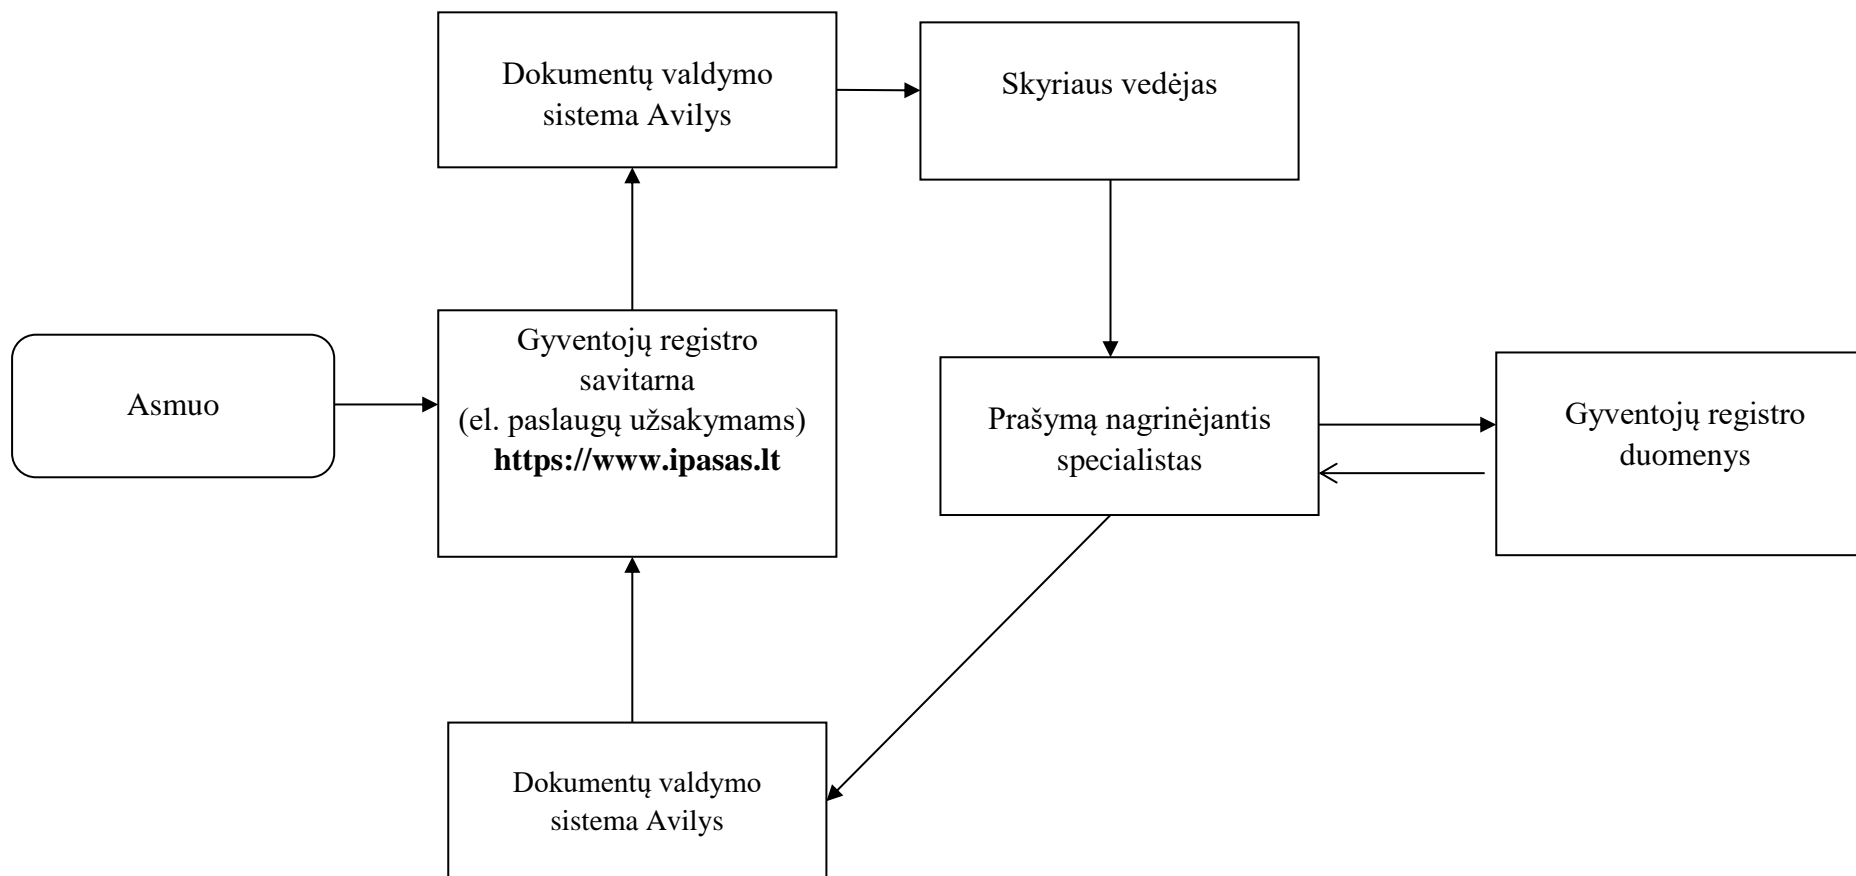 Dokumentų valdymo
sistema Avilys
Skyriaus vedėjas
Asmuo
Gyventojų registro
savitarna
(el. paslaugų užsakymams)
https://www.ipasas.lt
Prašymą nagrinėjantis
specialistas
Gyventojų registro
duomenys
Dokumentų valdymo
sistema Avilys